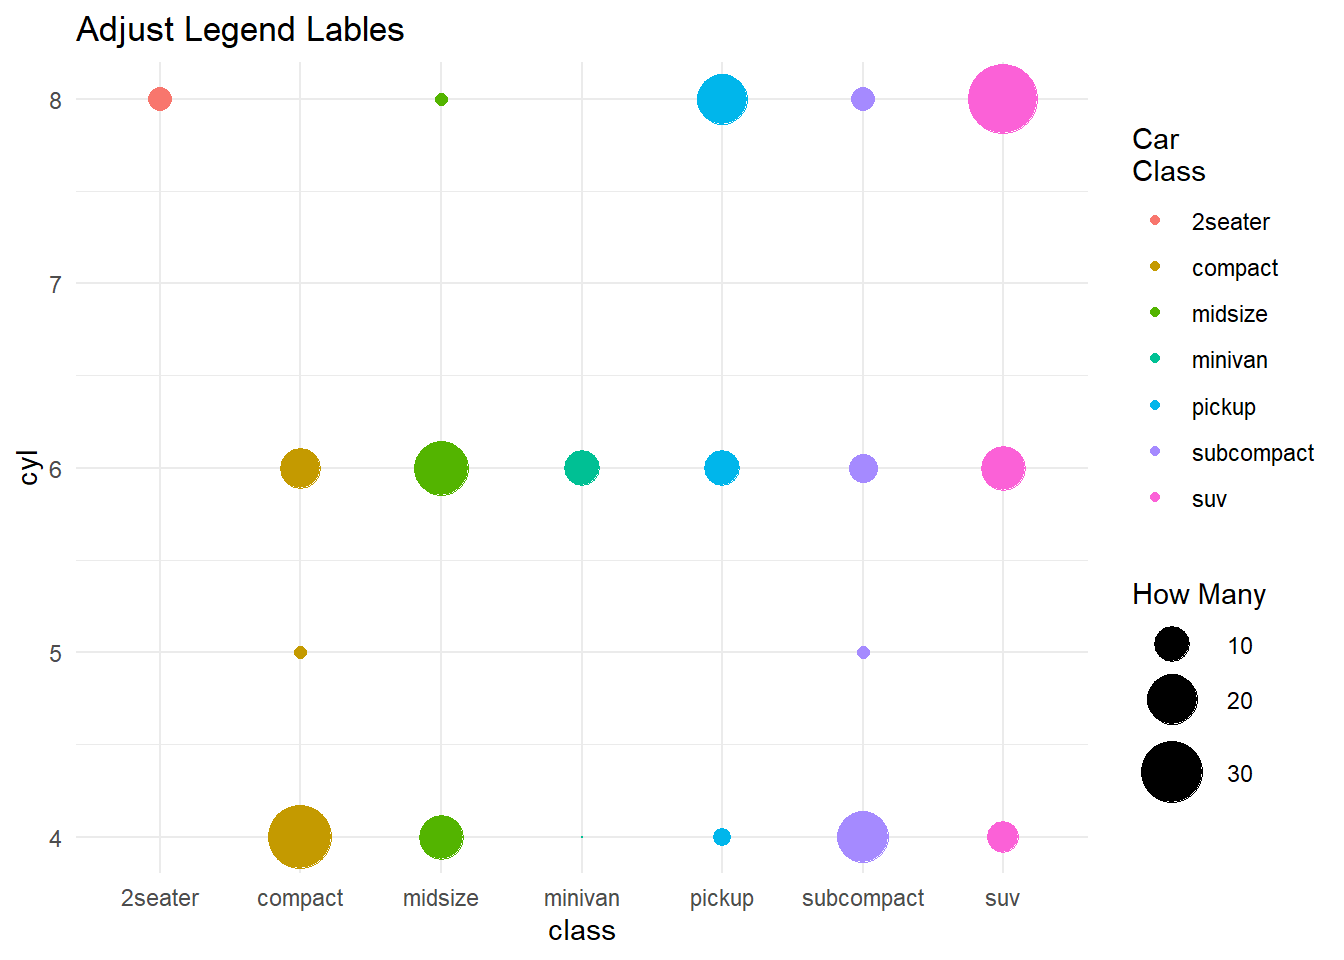 Adjust Legend Lables
8
7
6
5
4
cyl
2seater
compact
midsize
minivan
pickup
subcompact
suv
class
Car
Class
2seater
compact
midsize
minivan
pickup
subcompact
suv
How Many
10
20
30